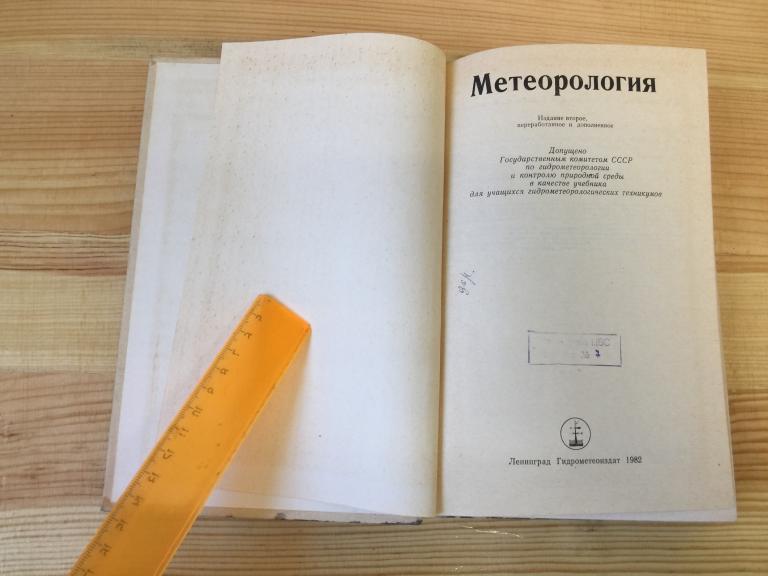 Метеорология
Издание второе,
переработанное и дополненное
Допущено
Государственным комитетом СССР
по гидрометеорологии
и контролю природной среды
в качестве учебника
для учащихся гидрометеорологических техникумов
Ленинград Гидрометеоиздат 1982